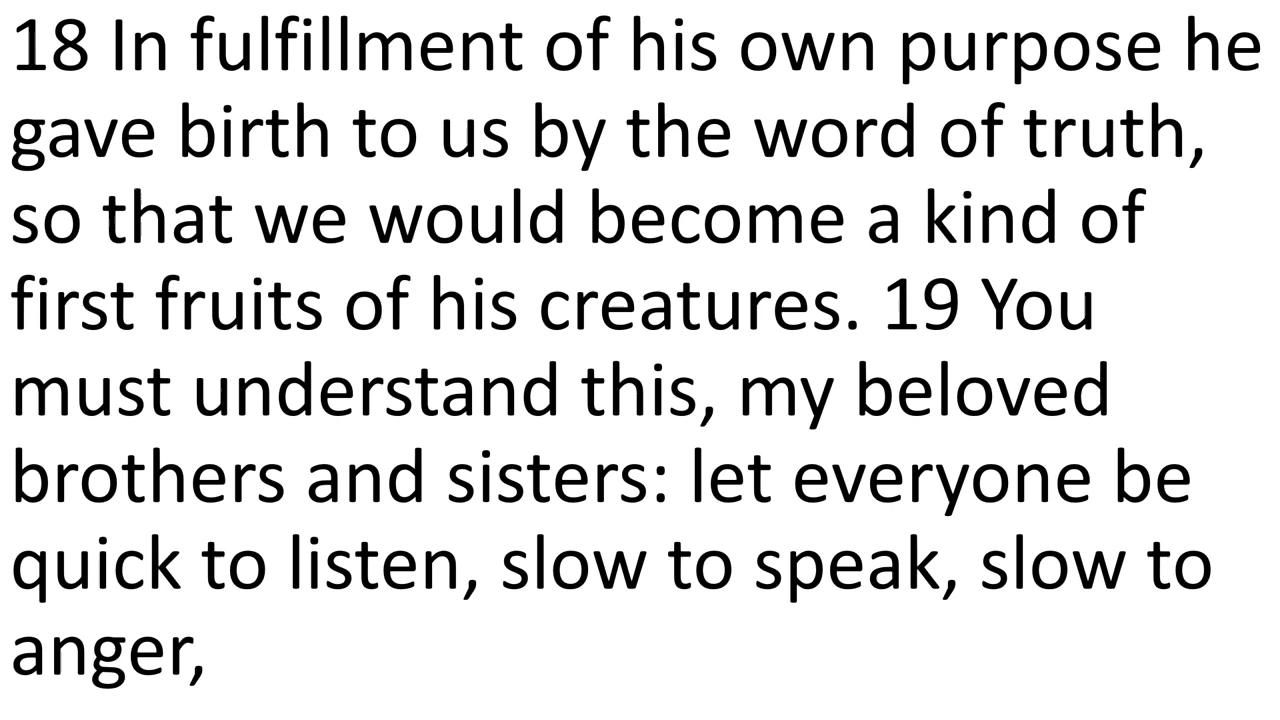 18 In fulfillment of his own purpose he
gave birth to us by the word of truth,
so that we would become a kind of
first fruits of his creatures. 19 You
must understand this, my beloved
brothers and sisters: let everyone be
quick to listen, slow to speak, slow to
anger,